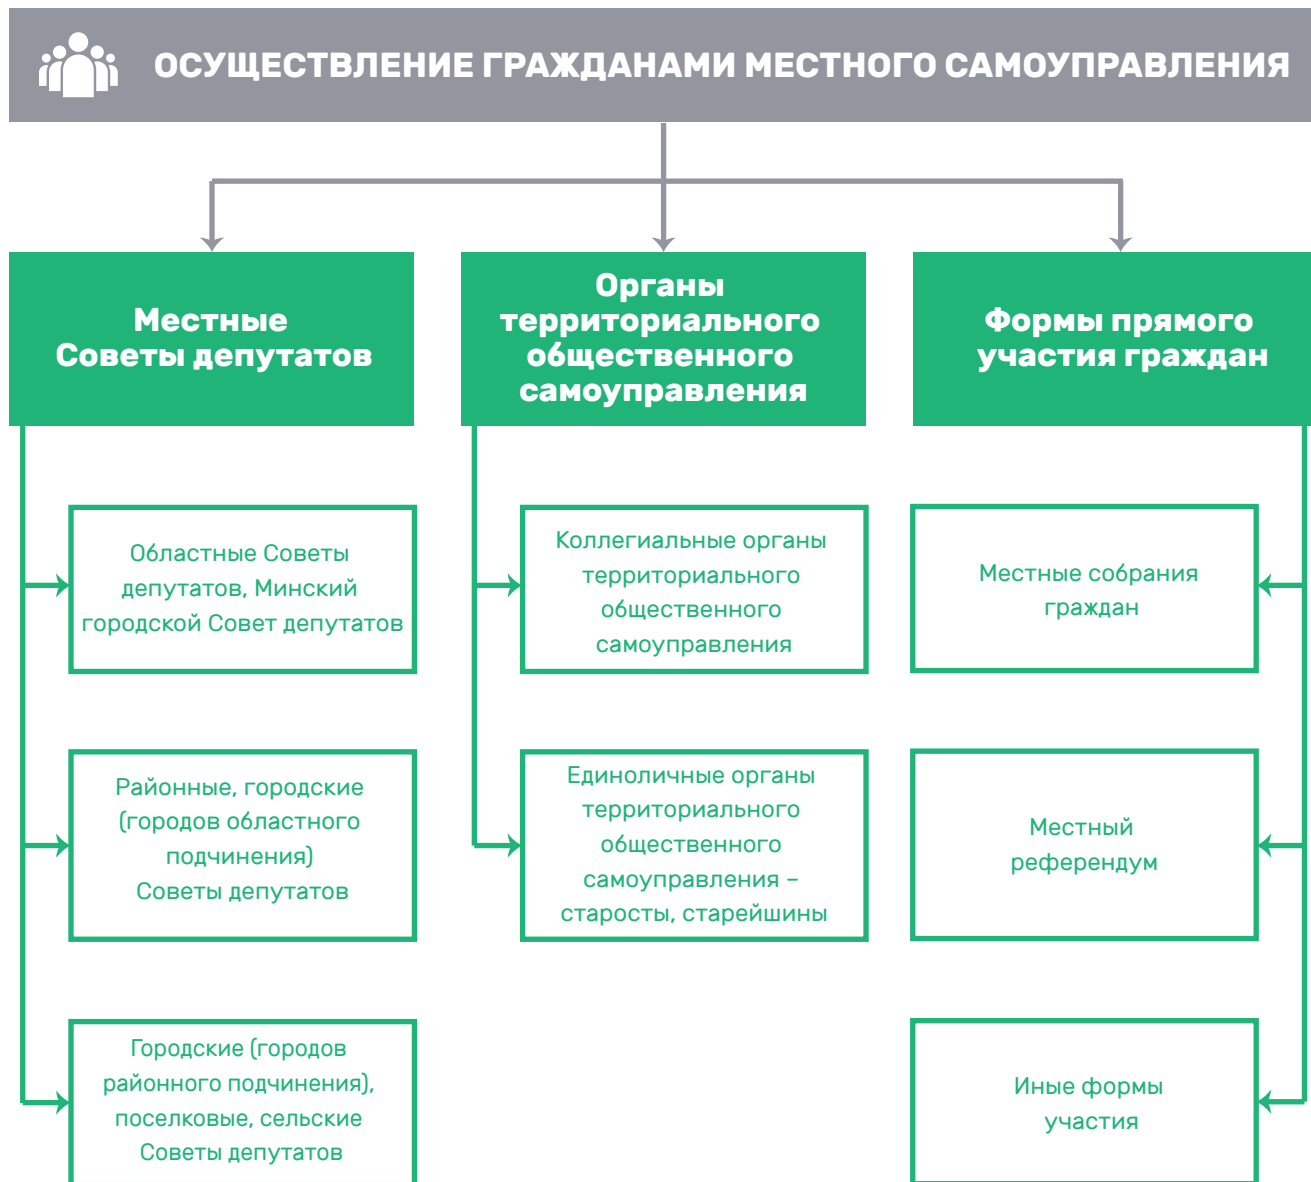 ОСУЩЕСТВЛЕНИЕ ГРАЖДАНАМИ МЕСТНОГО САМОУПРАВЛЕНИЯ
Местные
Советы депутатов
Областные Советы
депутатов, Минский
городской Совет депутатов
Районные, городские
(городов областного
подчинения)
Советы депутатов
Городские (городов
районного подчинения),
поселковые, сельские
Советы депутатов
Органы
территориального
общественного
самоуправления
Коллегиальные органы
территориального
общественного
самоуправления
Единоличные органы
территориального
общественного
самоуправления –
старосты, старейшины
Формы прямого
участия граждан
Местные собрания
граждан
Местный
референдум
Иные формы
участия